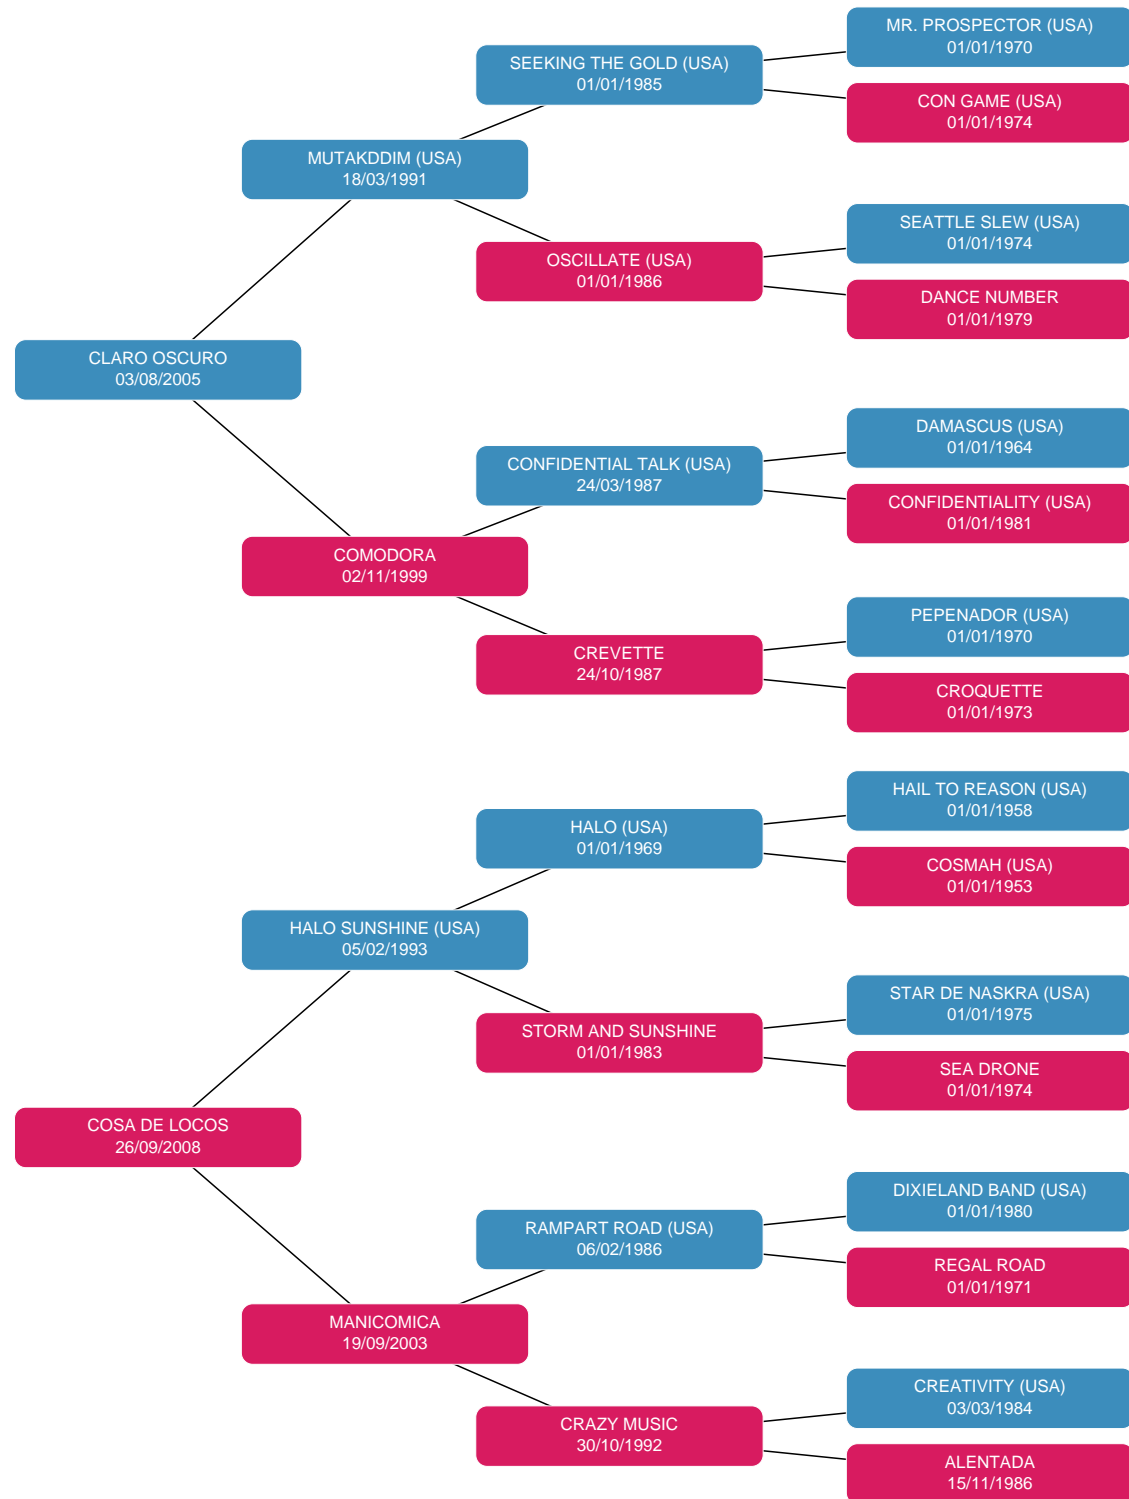 MR. PROSPECTOR (USA)
01/01/1970
SEEKING THE GOLD (USA)
01/01/1985
CON GAME (USA)
01/01/1974
MUTAKDDIM (USA)
18/03/1991
SEATTLE SLEW (USA)
01/01/1974
OSCILLATE (USA)
01/01/1986
DANCE NUMBER
01/01/1979
CLARO OSCURO
03/08/2005
DAMASCUS (USA)
01/01/1964
CONFIDENTIAL TALK (USA)
24/03/1987
CONFIDENTIALITY (USA)
01/01/1981
COMODORA
02/11/1999
PEPENADOR (USA)
01/01/1970
CREVETTE
24/10/1987
CROQUETTE
01/01/1973
HAIL TO REASON (USA)
01/01/1958
HALO (USA)
01/01/1969
COSMAH (USA)
01/01/1953
HALO SUNSHINE (USA)
05/02/1993
STAR DE NASKRA (USA)
01/01/1975
STORM AND SUNSHINE
01/01/1983
SEA DRONE
01/01/1974
COSA DE LOCOS
26/09/2008
DIXIELAND BAND (USA)
01/01/1980
RAMPART ROAD (USA)
06/02/1986
REGAL ROAD
01/01/1971
MANICOMICA
19/09/2003
CREATIVITY (USA)
03/03/1984
CRAZY MUSIC
30/10/1992
ALENTADA
15/11/1986